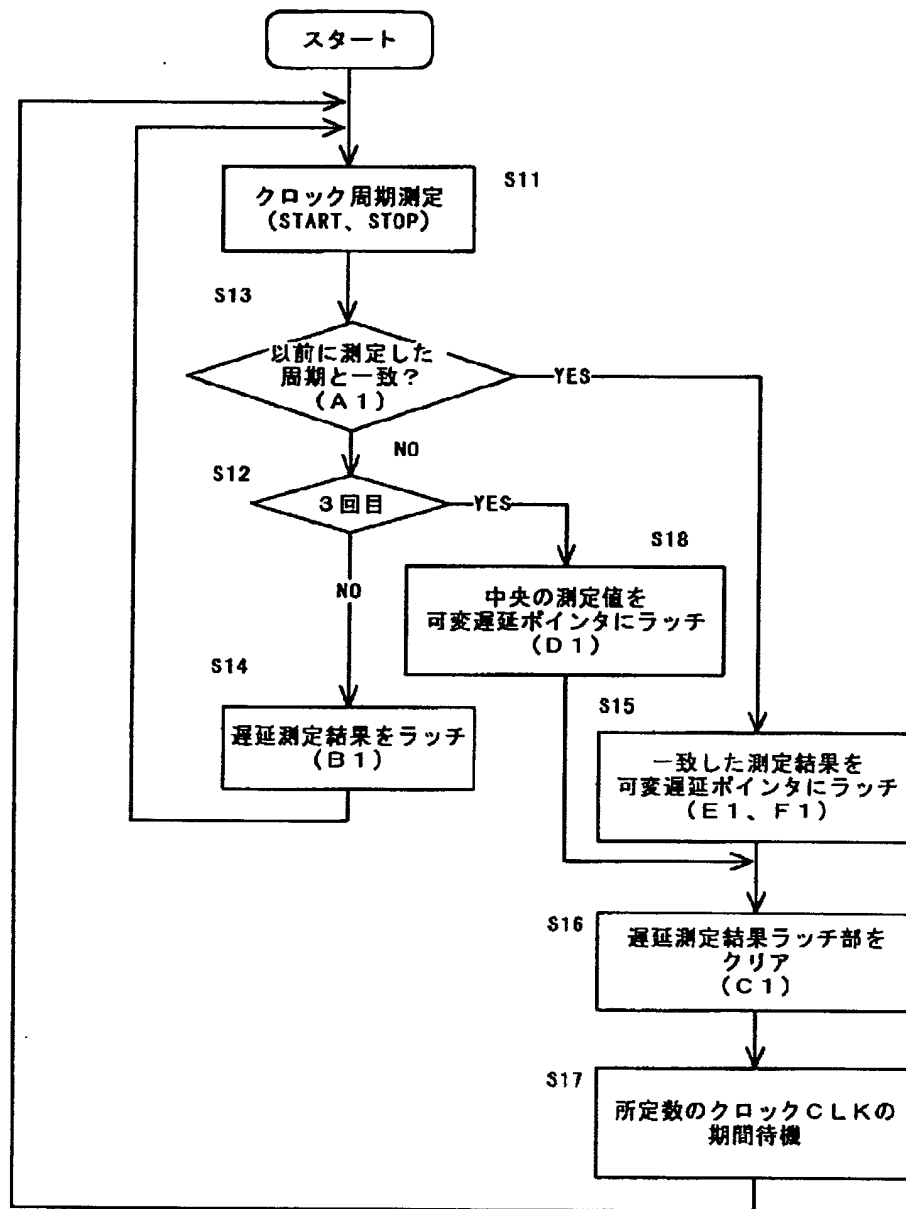 スタート
S11
クロック周期測定
(START、STOP)
S13
以前に測定した
周期と一致？
(A1)
YES
NO
S12
3回目
YES
NO
S18
中央の測定値を
可変遅延ポインタにラッチ
(D1)
S14
遅延測定結果をラッチ
(B1)
S15
一致した測定結果を
可変遅延ポインタにラッチ
(E1、F1)
S16
遅延測定結果ラッチ部を
クリア
(C1)
S17
所定数のクロックCLKの
期間待機